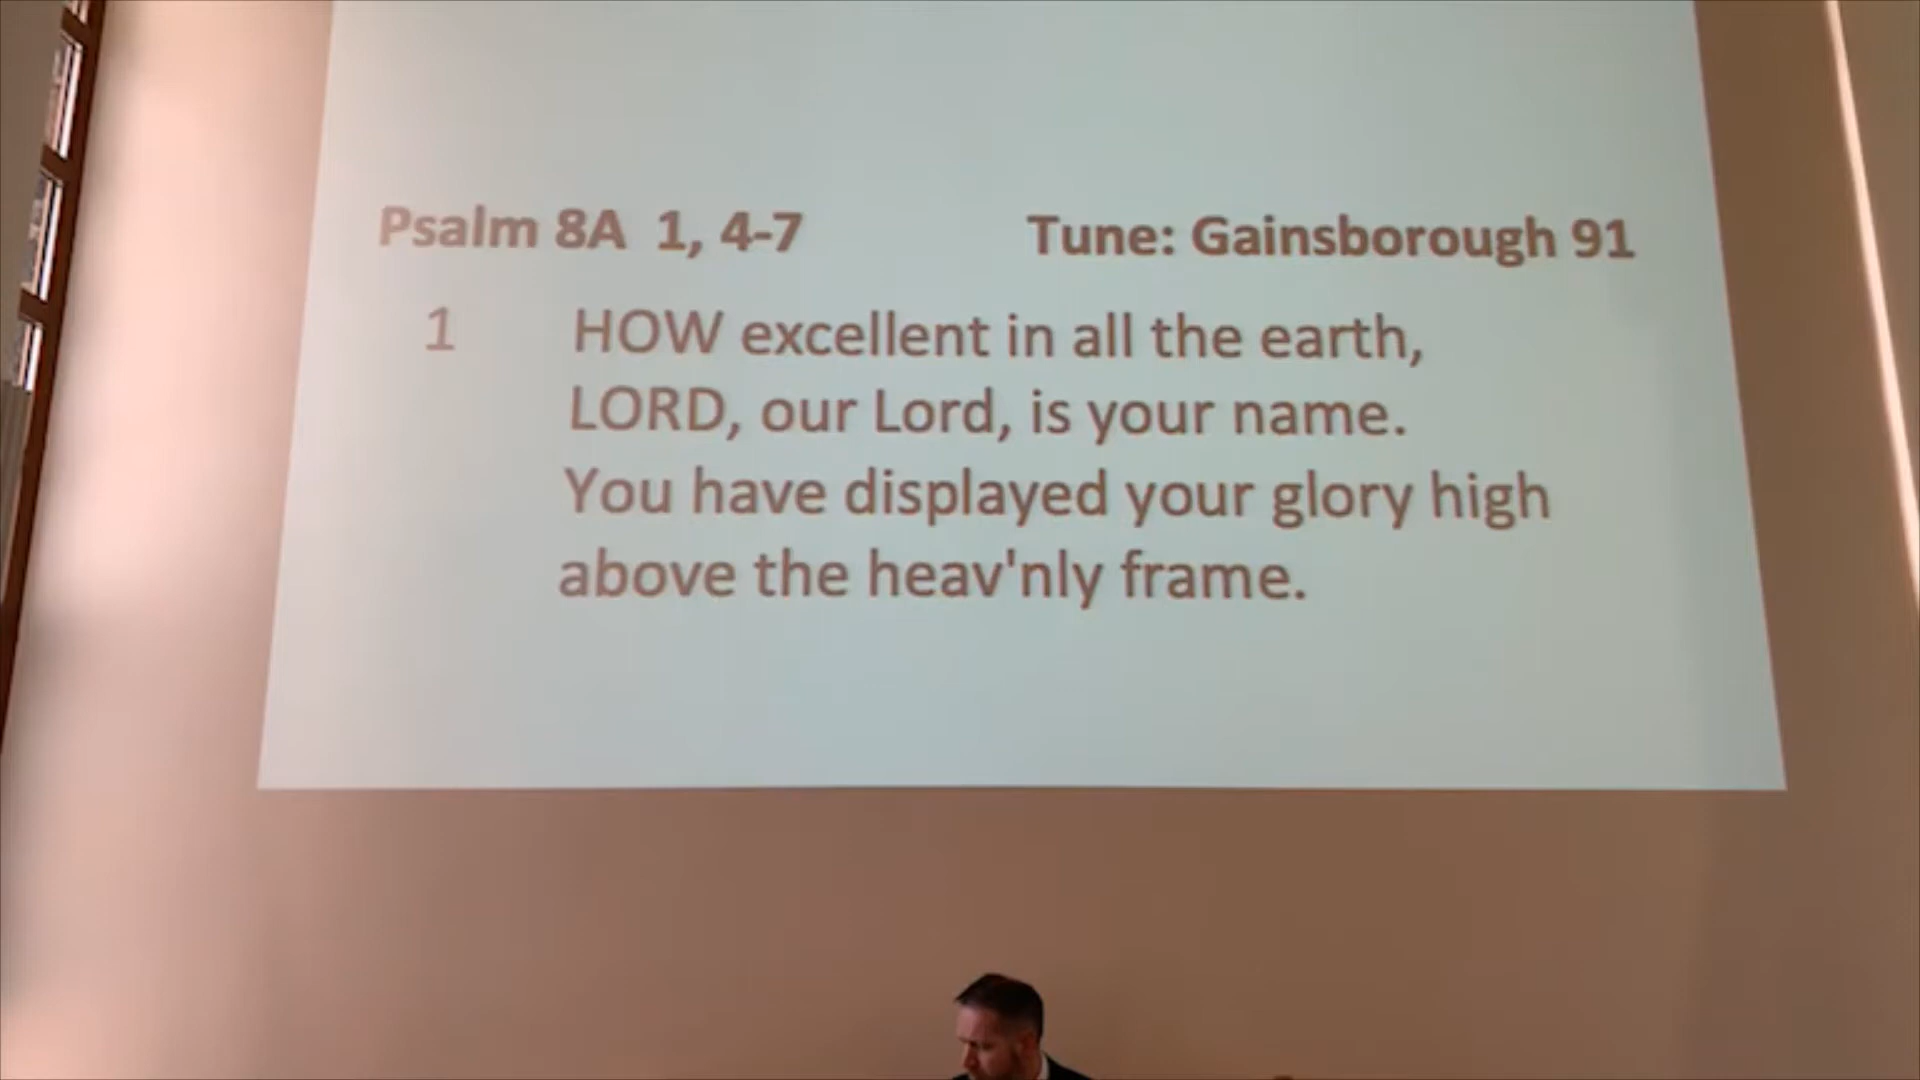 Psalm 8A 1, 4-7 Tune: Gainsborough 91
1 HOW excellent in all the earth,
LORD, our Lord, is your name.
You have displayed your glory high
above the heav'nly frame.